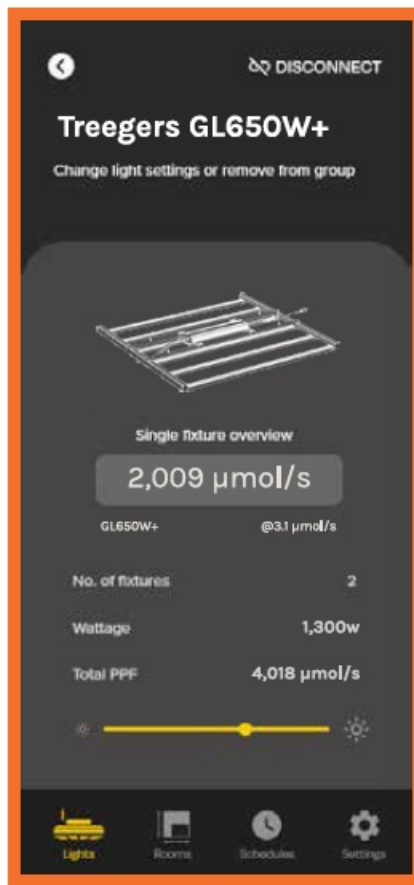 DISCONNECT
Treegers GL650W+
Change light settings or remove from group
Single fixture overview
2,009 μmol/s
GL650W+ @3.1 μmol/s
No. of fixtures 2
Wattage 1,300w
Total PPF 4,018 μmol/s
Lights Rooms Schedules Settings